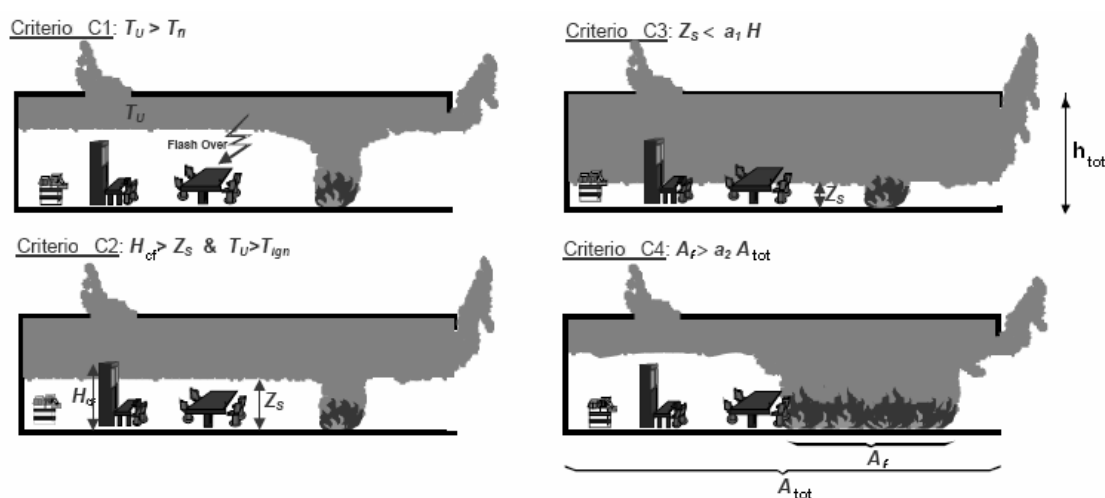 Criterio C1: T_U > T_fl
T_U
Flash Over
Criterio C3: Z_S < a_1 H
Z_S
h_tot
Criterio C2: H_cf > Z_S & T_U > T_ign
H_cf
Z_S
Criterio C4: A_f > a_2 A_tot
A_f
A_tot